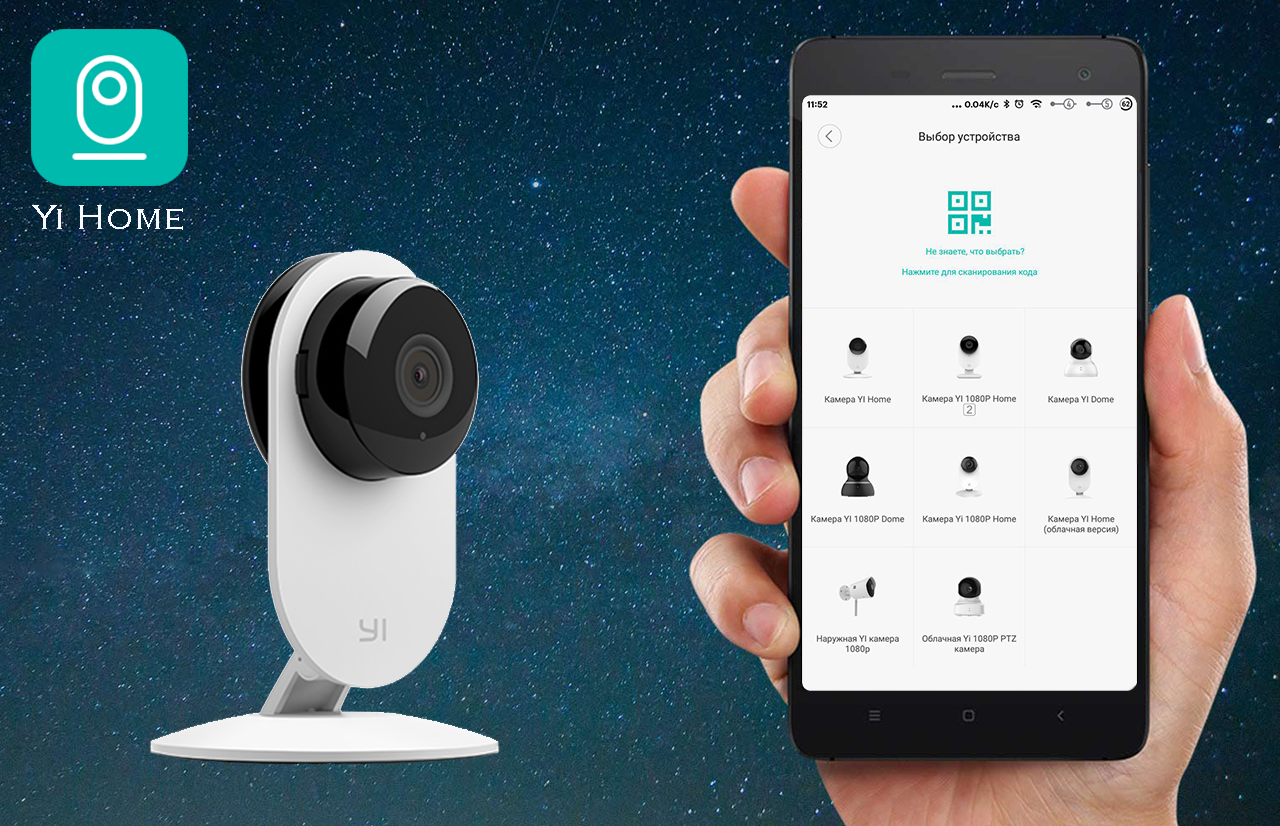 Yi Home
YI
11:52
... 0.04K/c 4 5 62
Выбор устройства
Не знаете, что выбрать?
Нажмите для сканирования кода
Камера YI Home
Камера YI 1080P Home
2
Камера YI Dome
Камера YI 1080P Dome
Камера Yi 1080P Home
Камера YI Home
(облачная версия)
Наружная YI камера
1080p
Облачная Yi 1080P PTZ
камера